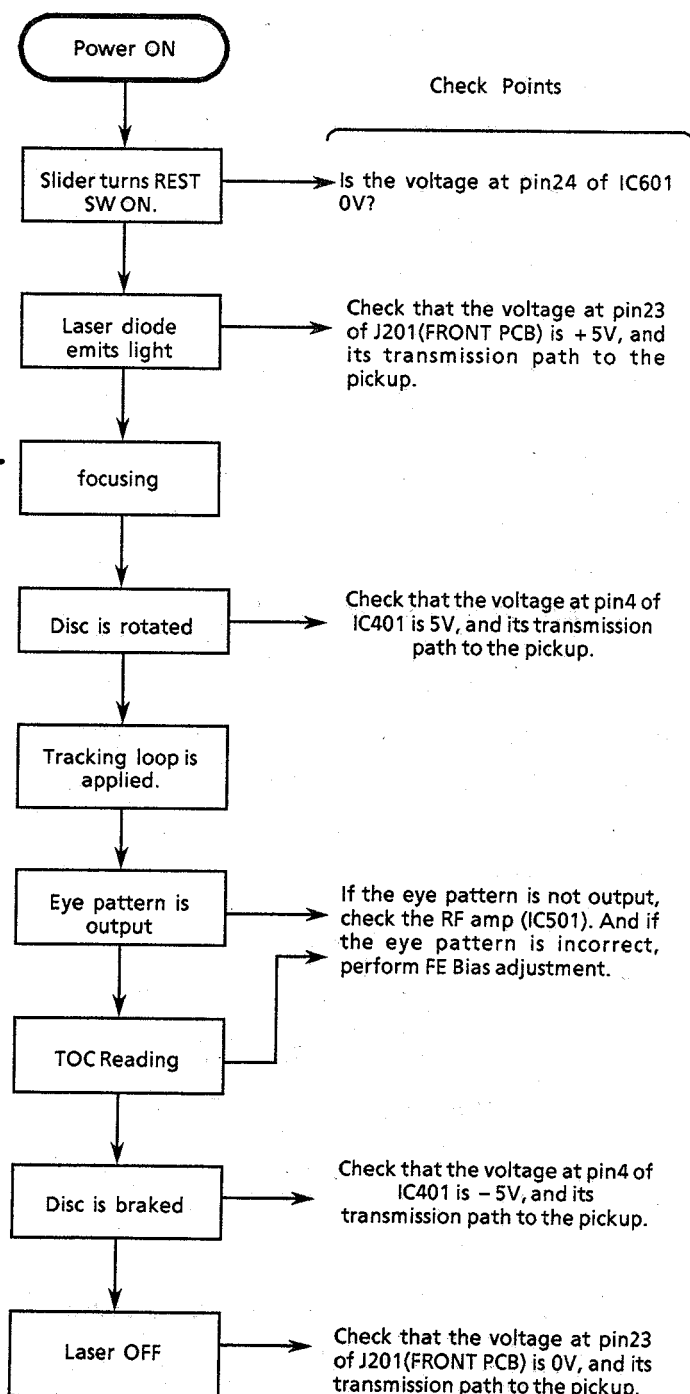 Power ON
Check Points
Slider turns REST
SW ON.
Is the voltage at pin24 of IC601
0V?
Laser diode
emits light
Check that the voltage at pin23
of J201(FRONT PCB) is +5V, and
its transmission path to the
pickup.
focusing
Disc is rotated
Check that the voltage at pin4 of
IC401 is 5V, and its transmission
path to the pickup.
Tracking loop is
applied.
Eye pattern is
output
If the eye pattern is not output,
check the RF amp (IC501). And if
the eye pattern is incorrect,
perform FE Bias adjustment.
TOC Reading
Disc is braked
Check that the voltage at pin4 of
IC401 is – 5V, and its
transmission path to the pickup.
Laser OFF
Check that the voltage at pin23
of J201(FRONT PCB) is 0V, and its
transmission path to the pickup.